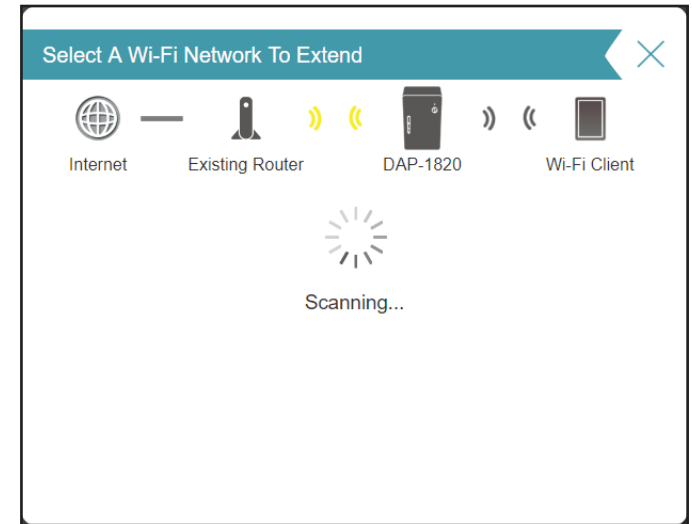 Select A Wi-Fi Network To Extend
Internet
Existing Router
DAP-1820
Wi-Fi Client
Scanning...